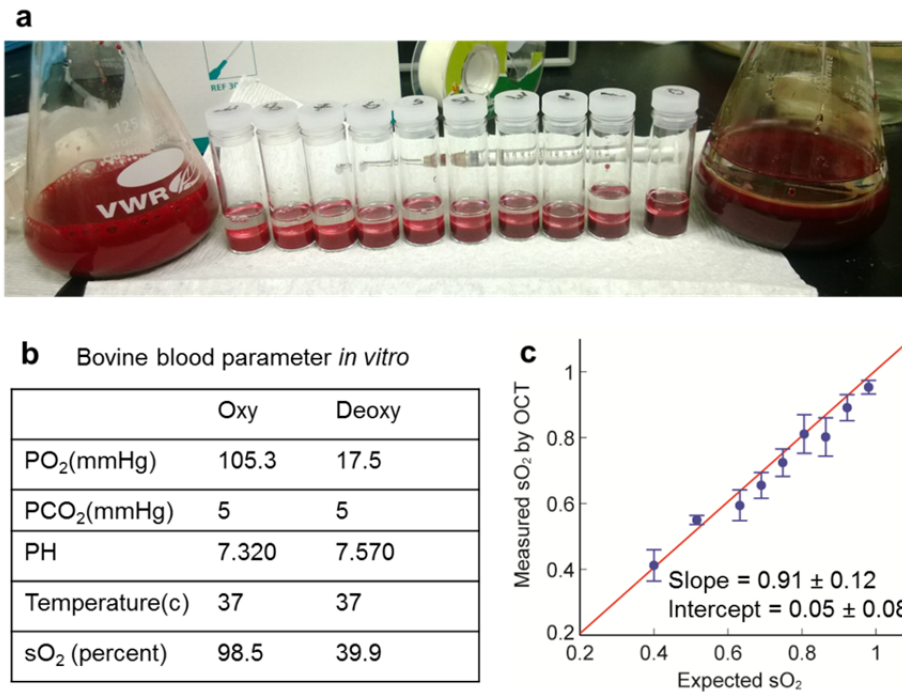 a
REF 30
125
VWR
b Bovine blood parameter in vitro
Oxy Deoxy
PO₂(mmHg) 105.3 17.5
PCO₂(mmHg) 5 5
PH 7.320 7.570
Temperature(c) 37 37
sO₂ (percent) 98.5 39.9
c
Measured sO₂ by OCT
1
0.8
0.6
0.4
0.2
Slope = 0.91 ± 0.12
Intercept = 0.05 ± 0.08
0.2 0.4 0.6 0.8 1
Expected sO₂